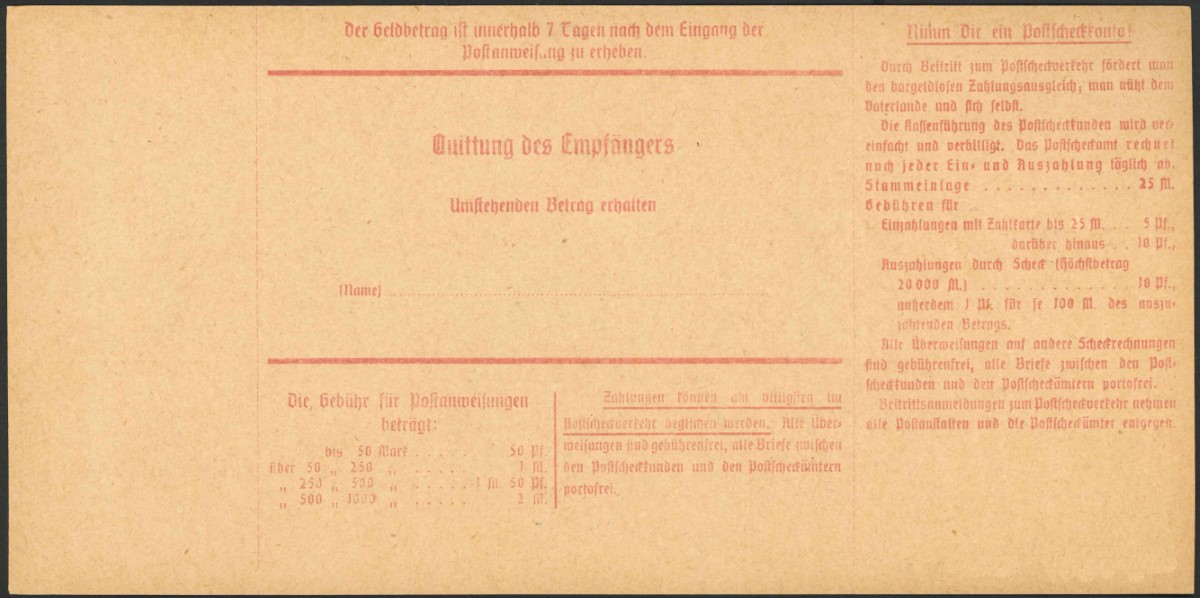 Der Geldbetrag ist innerhalb 7 Tagen nach dem Eingang der
Postanweisung zu erheben.
Quittung des Empfängers
Umstehenden Betrag erhalten
(Name)
Die Gebühr für Postanweisungen
beträgt:
bis 50 Mark ..... 50 Pf.
über 50 „ 250 „ ..... 1 M.
„ 250 „ 500 „ ..... 1 M. 50 Pf.
„ 500 „ 1000 „ ..... 2 M.
Zahlungen können am billigsten im
Postscheckverkehr beglichen werden. Alle Über-
weisungen sind gebührenfrei, alle Briefe zwischen
den Postscheckkunden und den Postscheckämtern
portofrei.
Nimm Dir ein Postscheckkonto!
Durch Beitritt zum Postscheckverkehr fördert man
den bargeldlosen Zahlungsausgleich; man nützt dem
Vaterlande und sich selbst.
Die Kassenführung des Postscheckkunden wird ver-
einfacht und verbilligt. Das Postscheckamt rechnet
nach jeder Ein- und Auszahlung täglich ab.
Stammeinlage ............. 25 M.
Gebühren für
Einzahlungen mit Zahlkarte bis 25 M. .. 5 Pf.,
darüber hinaus .. 10 Pf.,
Auszahlungen durch Scheck (Höchstbetrag
20 000 M.) .............. 10 Pf.,
außerdem 1 Pf. für je 100 M. des auszu-
zahlenden Betrags.
Alle Überweisungen auf andere Scheckrechnungen
sind gebührenfrei, alle Briefe zwischen den Post-
scheckkunden und den Postscheckämtern portofrei.
Beitrittsanmeldungen zum Postscheckverkehr nehmen
alle Postanstalten und die Postscheckämter entgegen.